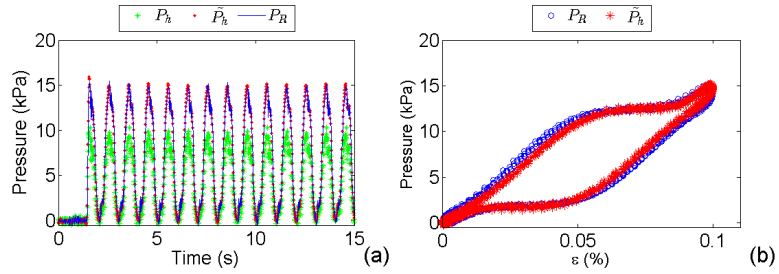 P_h P̃_h P_R
P_R P̃_h
20
15
10
5
0
Pressure (kPa)
0 5 10 15
Time (s)
(a)
20
15
10
5
0
Pressure (kPa)
0 0.05 0.1
ε (%)
(b)